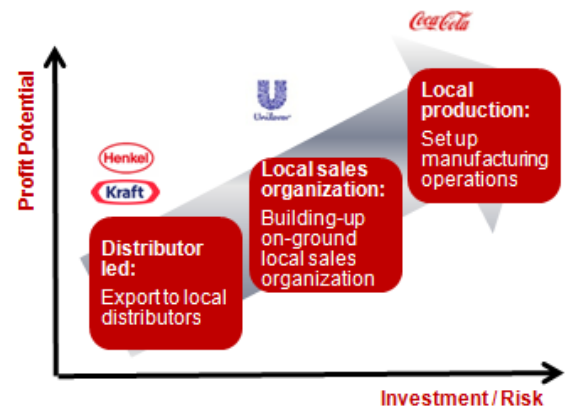 Coca-Cola
Profit Potential
Unilever
Henkel
Kraft
Local
production:
Set up
manufacturing
operations
Local sales
organization:
Building-up
on-ground
local sales
organization
Distributor
led:
Export to local
distributors
Investment / Risk